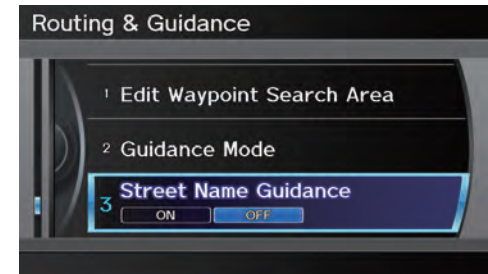 Routing & Guidance
1 Edit Waypoint Search Area
2 Guidance Mode
3 Street Name Guidance
ON OFF